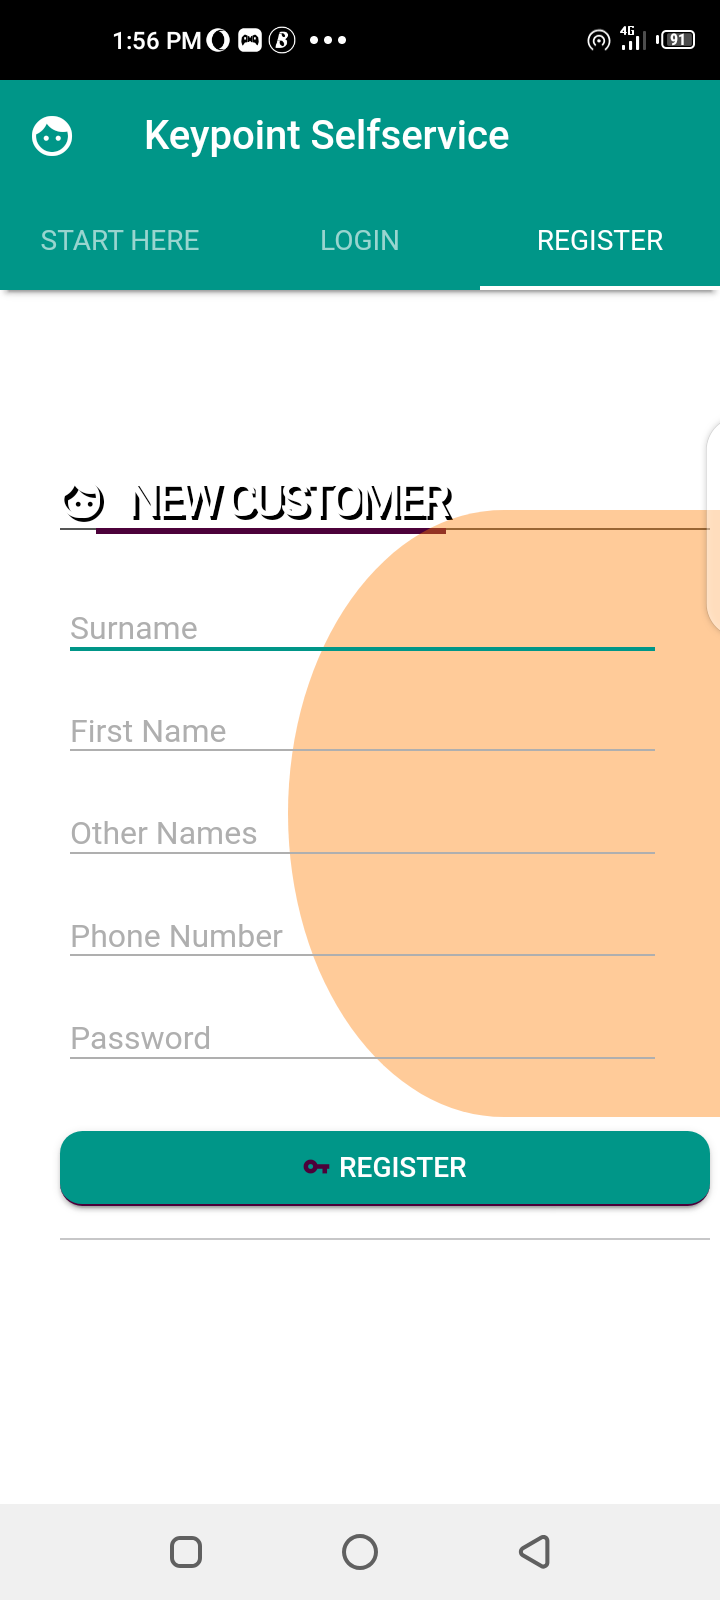 1:56 PM
4G
91
Keypoint Selfservice
START HERE
LOGIN
REGISTER
NEW CUSTOMER
Surname
First Name
Other Names
Phone Number
Password
REGISTER